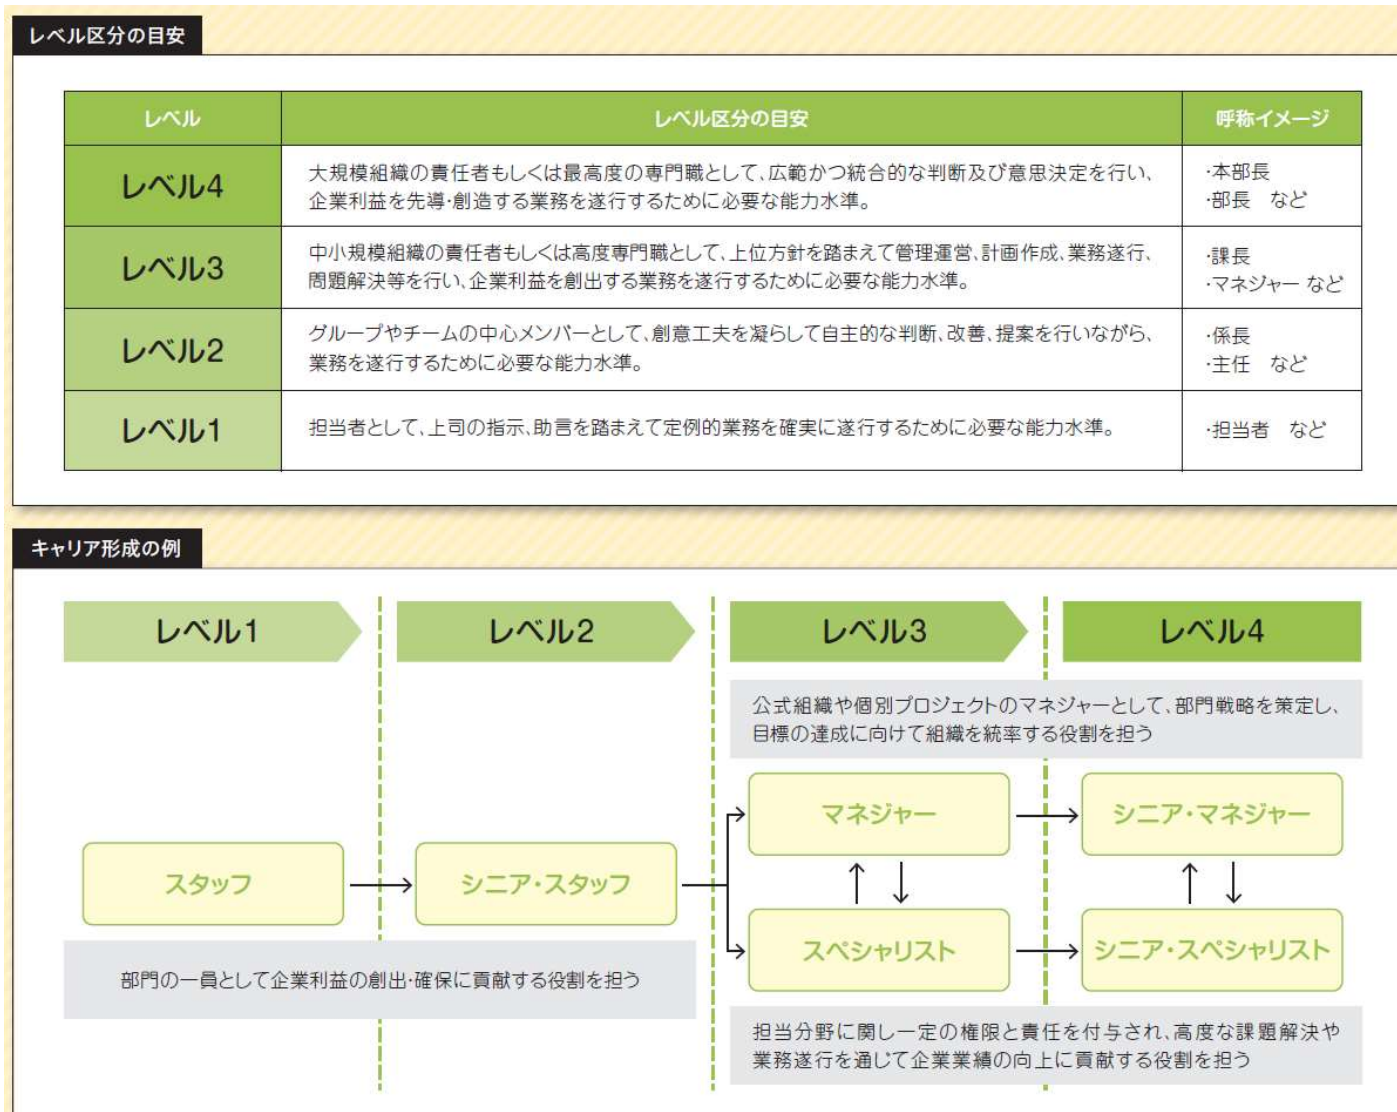 レベル区分の目安
レベル
レベル区分の目安
呼称イメージ
レベル4
大規模組織の責任者もしくは最高度の専門職として、広範かつ統合的な判断及び意思決定を行い、
企業利益を先導・創造する業務を遂行するために必要な能力水準。
・本部長
・部長　など
レベル3
中小規模組織の責任者もしくは高度専門職として、上位方針を踏まえて管理運営、計画作成、業務遂行、
問題解決等を行い、企業利益を創出する業務を遂行するために必要な能力水準。
・課長
・マネジャー など
レベル2
グループやチームの中心メンバーとして、創意工夫を凝らして自主的な判断、改善、提案を行いながら、
業務を遂行するために必要な能力水準。
・係長
・主任　など
レベル1
担当者として、上司の指示、助言を踏まえて定例的業務を確実に遂行するために必要な能力水準。
・担当者　など
キャリア形成の例
レベル1
レベル2
レベル3
レベル4
公式組織や個別プロジェクトのマネジャーとして、部門戦略を策定し、
目標の達成に向けて組織を統率する役割を担う
マネジャー
シニア・マネジャー
スタッフ
シニア・スタッフ
スペシャリスト
シニア・スペシャリスト
部門の一員として企業利益の創出・確保に貢献する役割を担う
担当分野に関し一定の権限と責任を付与され、高度な課題解決や
業務遂行を通じて企業業績の向上に貢献する役割を担う